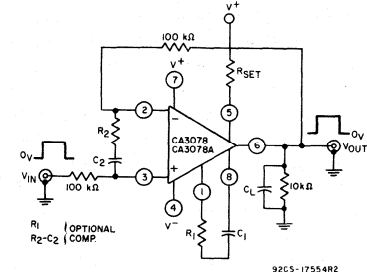 V+
100 kΩ
V+
RSET
7
2
5
−
R2
CA3078
CA3078A
6
0V
VOUT
0V
C2
+
3
VIN
100 kΩ
1
8
4
V−
CL
10kΩ
R1
C1
R1 OPTIONAL
R2-C2 COMP.
92CS-17554R2